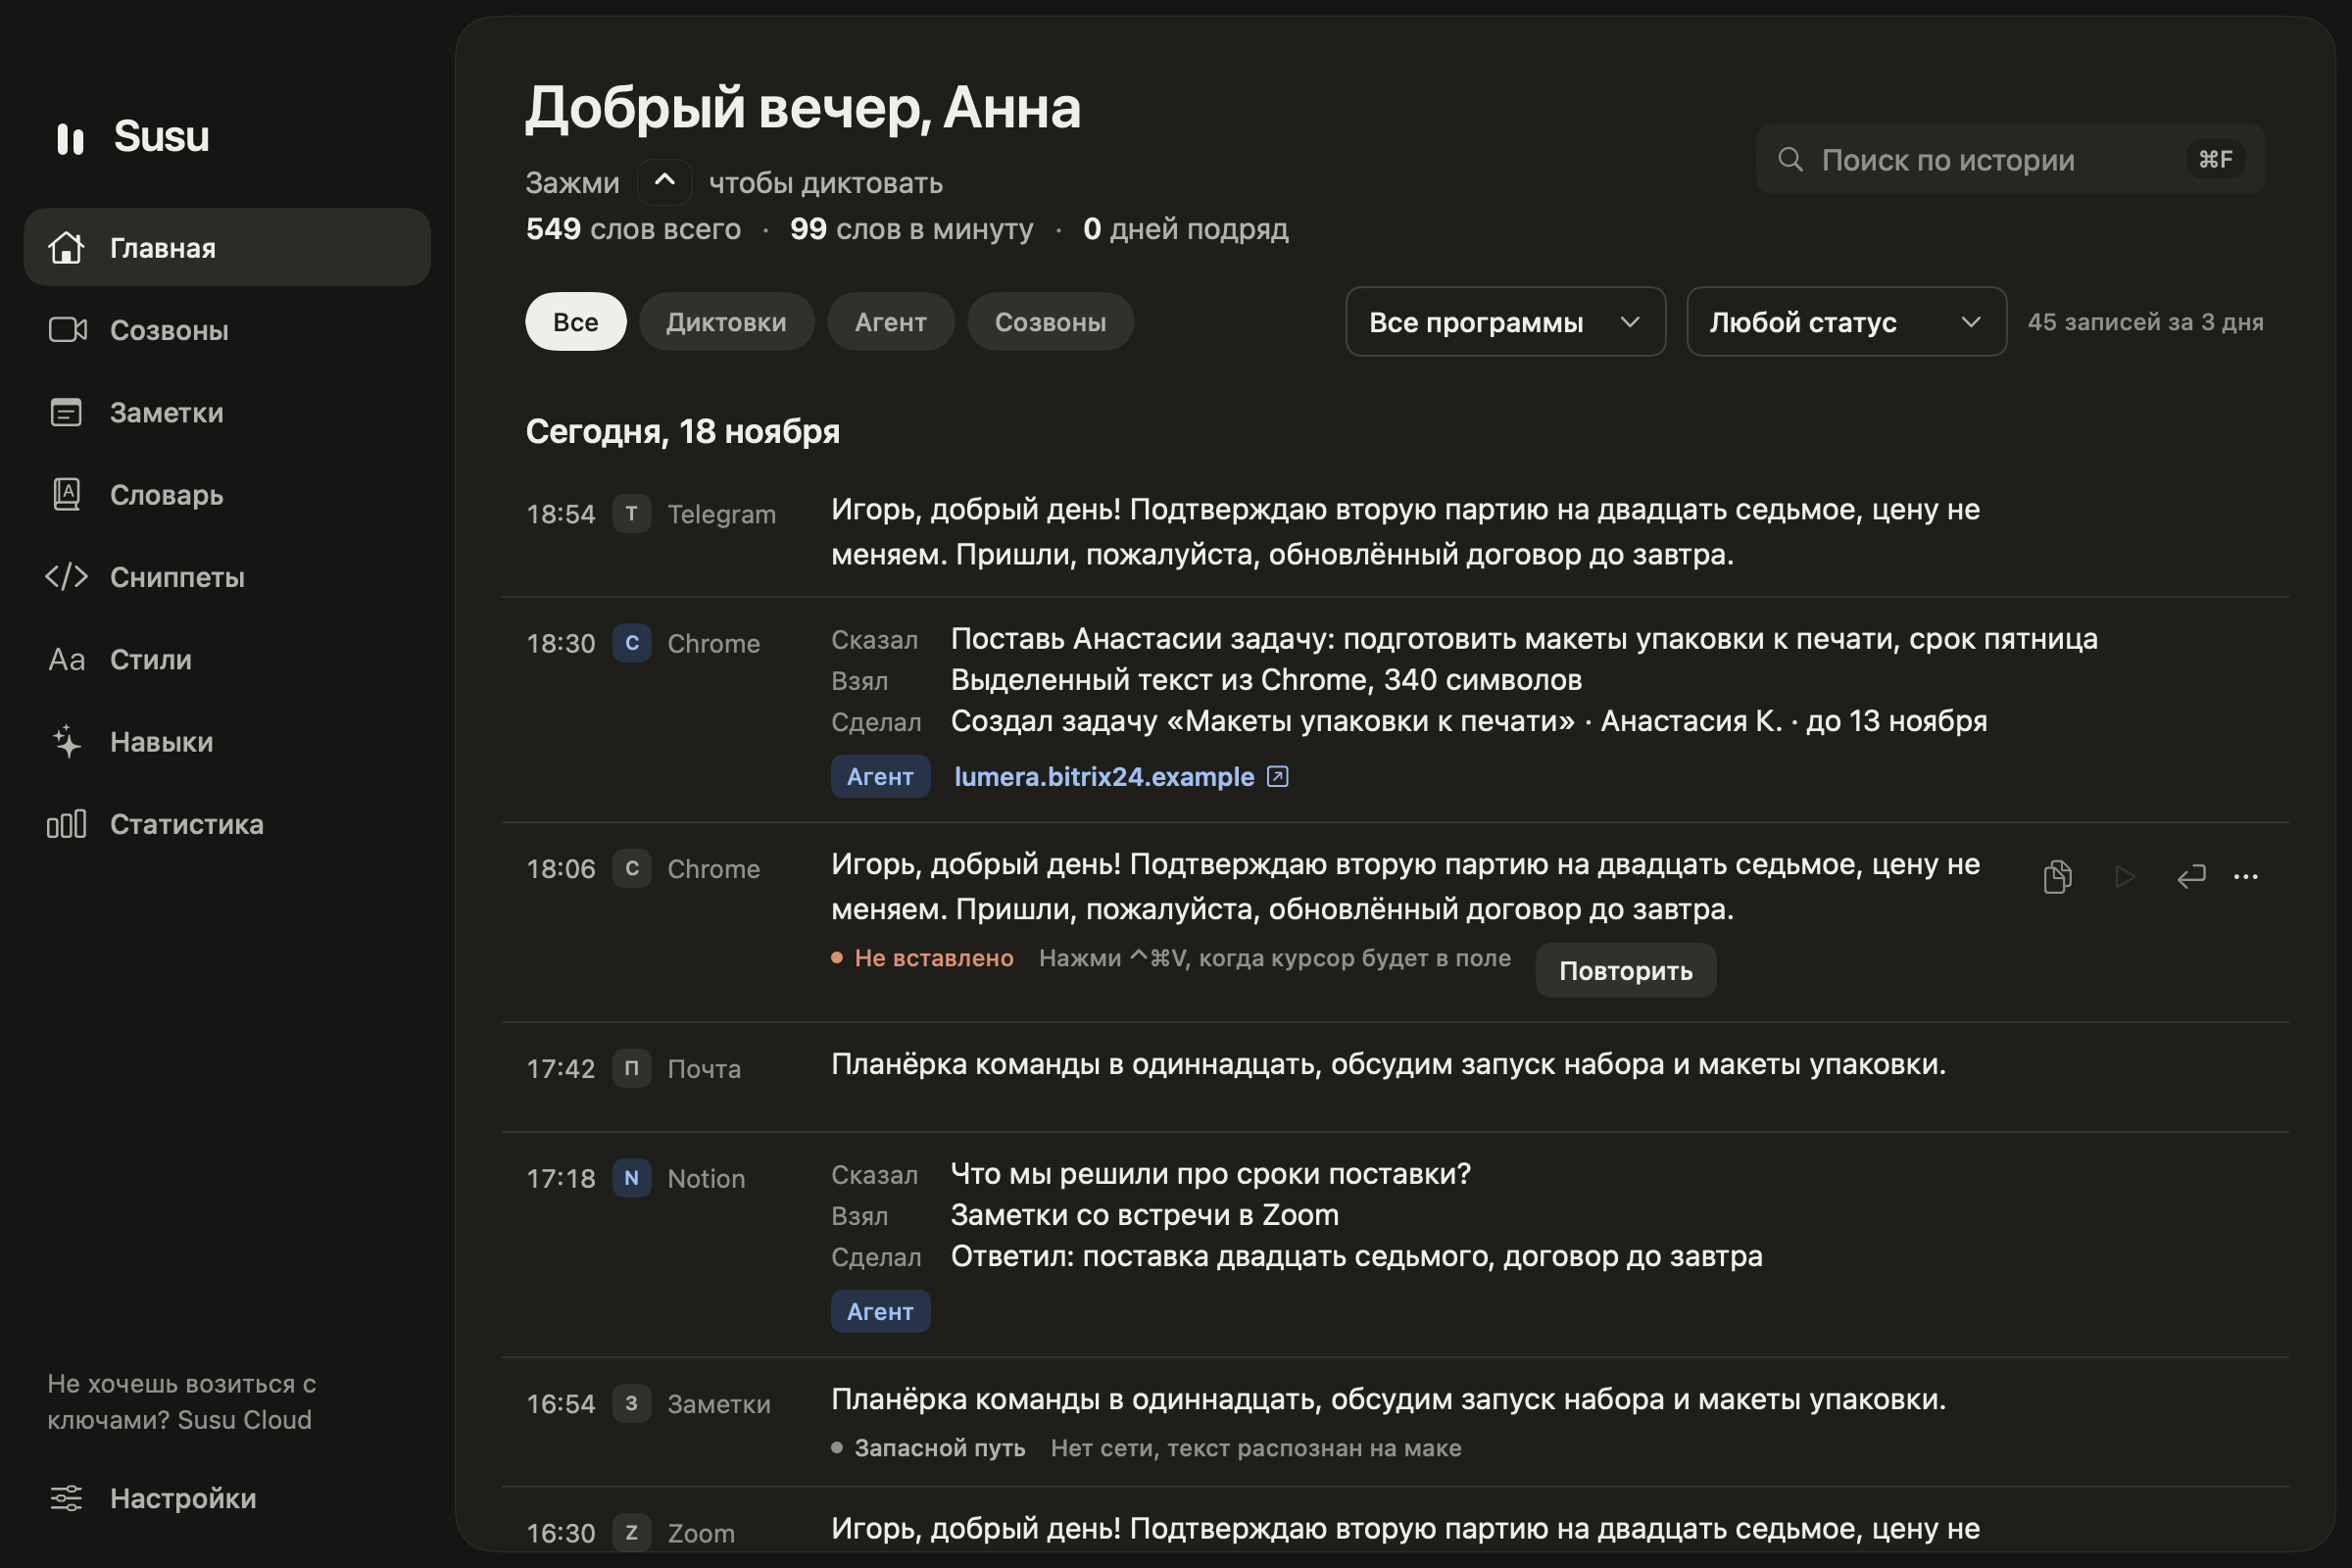 Susu
Главная
Созвоны
Заметки
Словарь
Сниппеты
Aa Стили
Навыки
Статистика
Не хочешь возиться с
ключами? Susu Cloud
Настройки
Добрый вечер, Анна
Зажми ^ чтобы диктовать
549 слов всего · 99 слов в минуту · 0 дней подряд
Поиск по истории ⌘F
Все Диктовки Агент Созвоны Все программы Любой статус 45 записей за 3 дня
Сегодня, 18 ноября
18:54 T Telegram Игорь, добрый день! Подтверждаю вторую партию на двадцать седьмое, цену не
меняем. Пришли, пожалуйста, обновлённый договор до завтра.
18:30 C Chrome Сказал Поставь Анастасии задачу: подготовить макеты упаковки к печати, срок пятница
Взял Выделенный текст из Chrome, 340 символов
Сделал Создал задачу «Макеты упаковки к печати» · Анастасия К. · до 13 ноября
Агент lumera.bitrix24.example
18:06 C Chrome Игорь, добрый день! Подтверждаю вторую партию на двадцать седьмое, цену не
меняем. Пришли, пожалуйста, обновлённый договор до завтра.
Не вставлено Нажми ^⌘V, когда курсор будет в поле Повторить
17:42 П Почта Планёрка команды в одиннадцать, обсудим запуск набора и макеты упаковки.
17:18 N Notion Сказал Что мы решили про сроки поставки?
Взял Заметки со встречи в Zoom
Сделал Ответил: поставка двадцать седьмого, договор до завтра
Агент
16:54 З Заметки Планёрка команды в одиннадцать, обсудим запуск набора и макеты упаковки.
Запасной путь Нет сети, текст распознан на маке
16:30 Z Zoom Игорь, добрый день! Подтверждаю вторую партию на двадцать седьмое, цену не